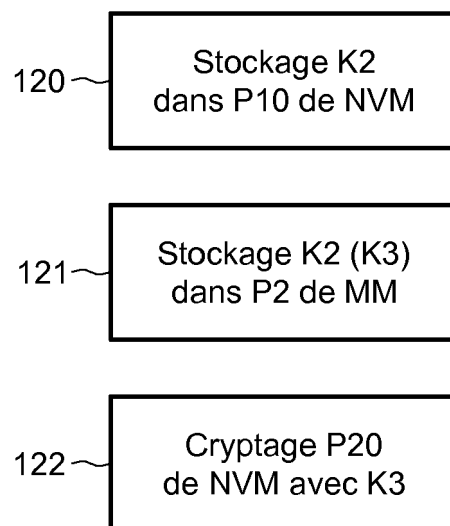 120
Stockage K2
dans P10 de NVM
121
Stockage K2 (K3)
dans P2 de MM
122
Cryptage P20
de NVM avec K3